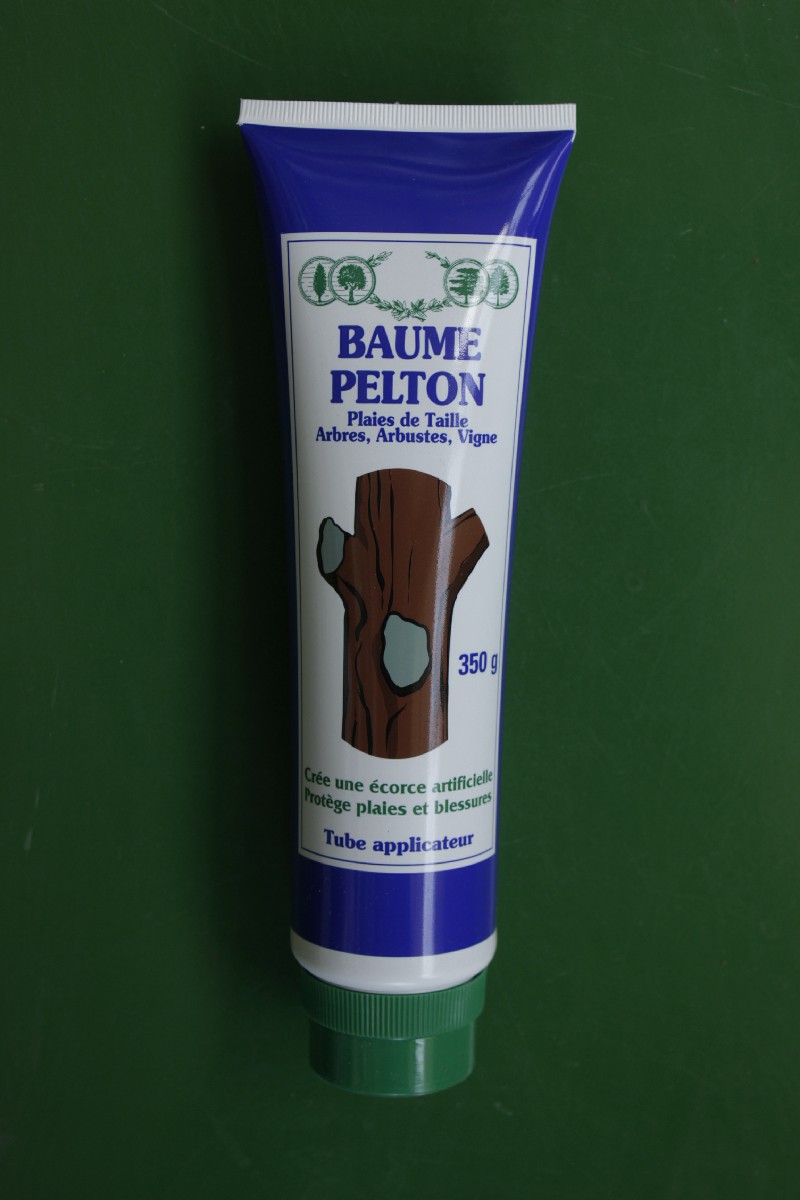 BAUME
PELTON
Plaies de Taille
Arbres, Arbustes, Vigne
350 g
Crée une écorce artificielle
Protège plaies et blessures
Tube applicateur